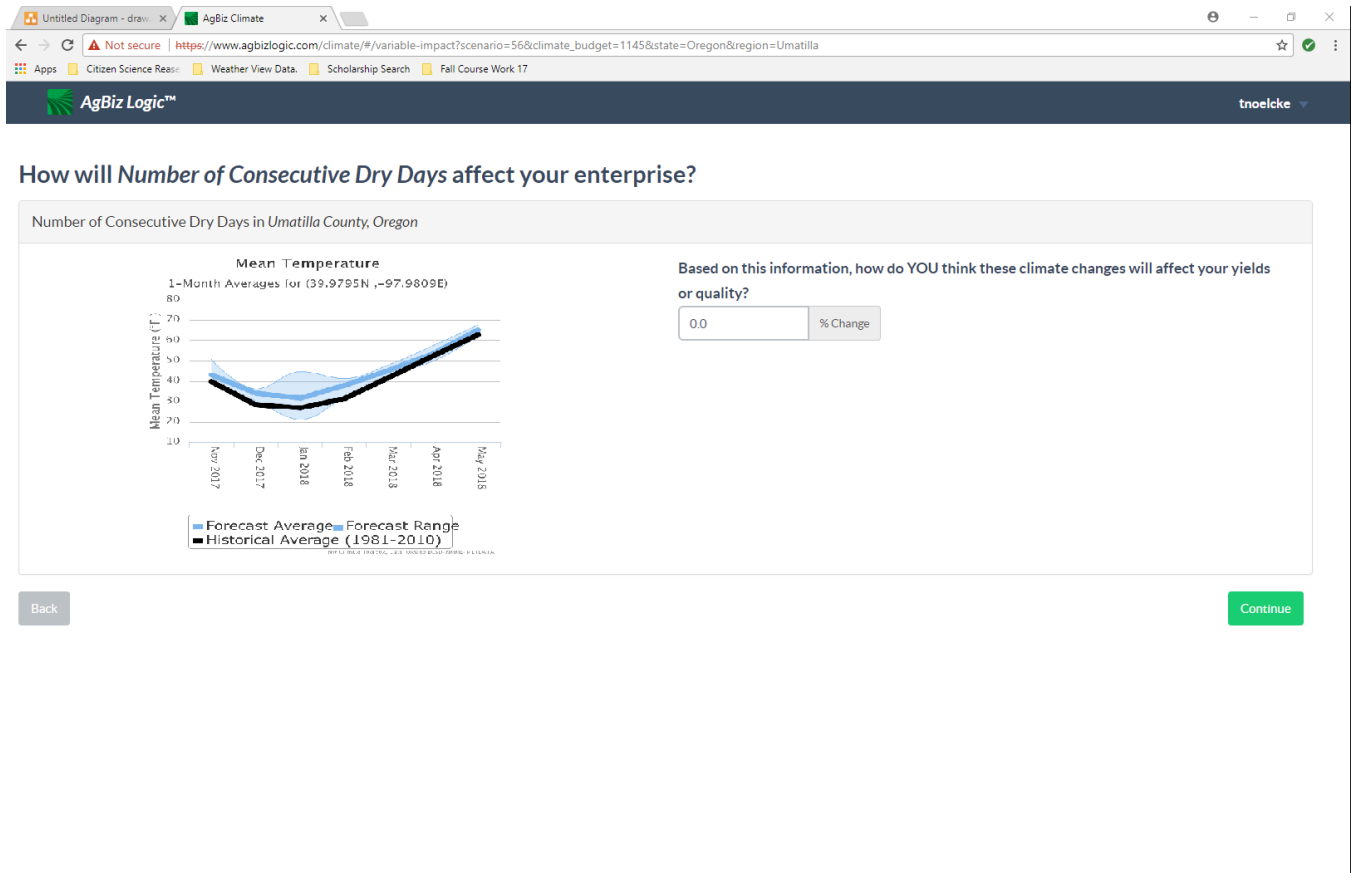 Untitled Diagram - draw.
AgBiz Climate
Not secure | https://www.agbizlogic.com/climate/#/variable-impact?scenario=56&climate_budget=1145&state=Oregon&region=Umatilla
Apps Citizen Science Rease Weather View Data. Scholarship Search Fall Course Work 17
AgBiz Logic™ tnoelcke
How will Number of Consecutive Dry Days affect your enterprise?
Number of Consecutive Dry Days in Umatilla County, Oregon
Mean Temperature
1-Month Averages for (39.9795N ,-97.9809E)
80
70
60
50
40
30
20
10
Mean Temperature (°F)
Nov 2017
Dec 2017
Jan 2018
Feb 2018
Mar 2018
Apr 2018
May 2018
Forecast Average Forecast Range
Historical Average (1981-2010)
Based on this information, how do YOU think these climate changes will affect your yields
or quality?
0.0 % Change
Back
Continue